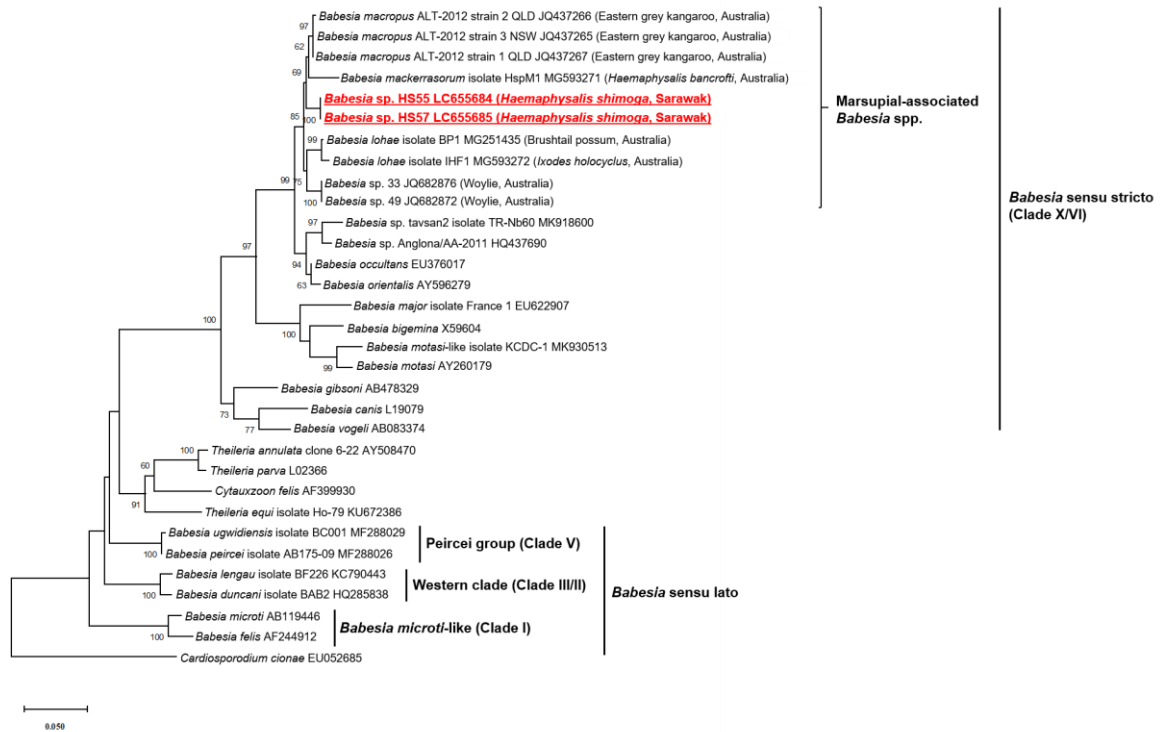 Babesia macropus ALT-2012 strain 2 QLD JQ437266 (Eastern grey kangaroo, Australia)
97
Babesia macropus ALT-2012 strain 3 NSW JQ437265 (Eastern grey kangaroo, Australia)
62
Babesia macropus ALT-2012 strain 1 QLD JQ437267 (Eastern grey kangaroo, Australia)
69
Babesia mackerrasorum isolate HspM1 MG593271 (Haemaphysalis bancrofti, Australia)
Babesia sp. HS55 LC655684 (Haemaphysalis shimoga, Sarawak)
85
100
Babesia sp. HS57 LC655685 (Haemaphysalis shimoga, Sarawak)
Marsupial-associated
Babesia spp.
99
Babesia lohae isolate BP1 MG251435 (Brushtail possum, Australia)
Babesia lohae isolate IHF1 MG593272 (Ixodes holocyclus, Australia)
99
75
Babesia sp. 33 JQ682876 (Woylie, Australia)
100
Babesia sp. 49 JQ682872 (Woylie, Australia)
Babesia sensu stricto
(Clade X/VI)
97
Babesia sp. tavsan2 isolate TR-Nb60 MK918600
Babesia sp. Anglona/AA-2011 HQ437690
97
94
Babesia occultans EU376017
63
Babesia orientalis AY596279
Babesia major isolate France 1 EU622907
100
Babesia bigemina X59604
100
Babesia motasi-like isolate KCDC-1 MK930513
99
Babesia motasi AY260179
Babesia gibsoni AB478329
73
Babesia canis L19079
77
Babesia vogeli AB083374
100
Theileria annulata clone 6-22 AY508470
60
Theileria parva L02366
Cytauxzoon felis AF399930
91
Theileria equi isolate Ho-79 KU672386
Babesia ugwidiensis isolate BC001 MF288029
100
Babesia peircei isolate AB175-09 MF288026
Peircei group (Clade V)
Babesia lengau isolate BF226 KC790443
100
Babesia duncani isolate BAB2 HQ285838
Western clade (Clade III/II)
Babesia sensu lato
Babesia microti AB119446
100
Babesia felis AF244912
Babesia microti-like (Clade I)
Cardiosporodium cionae EU052685
0.050